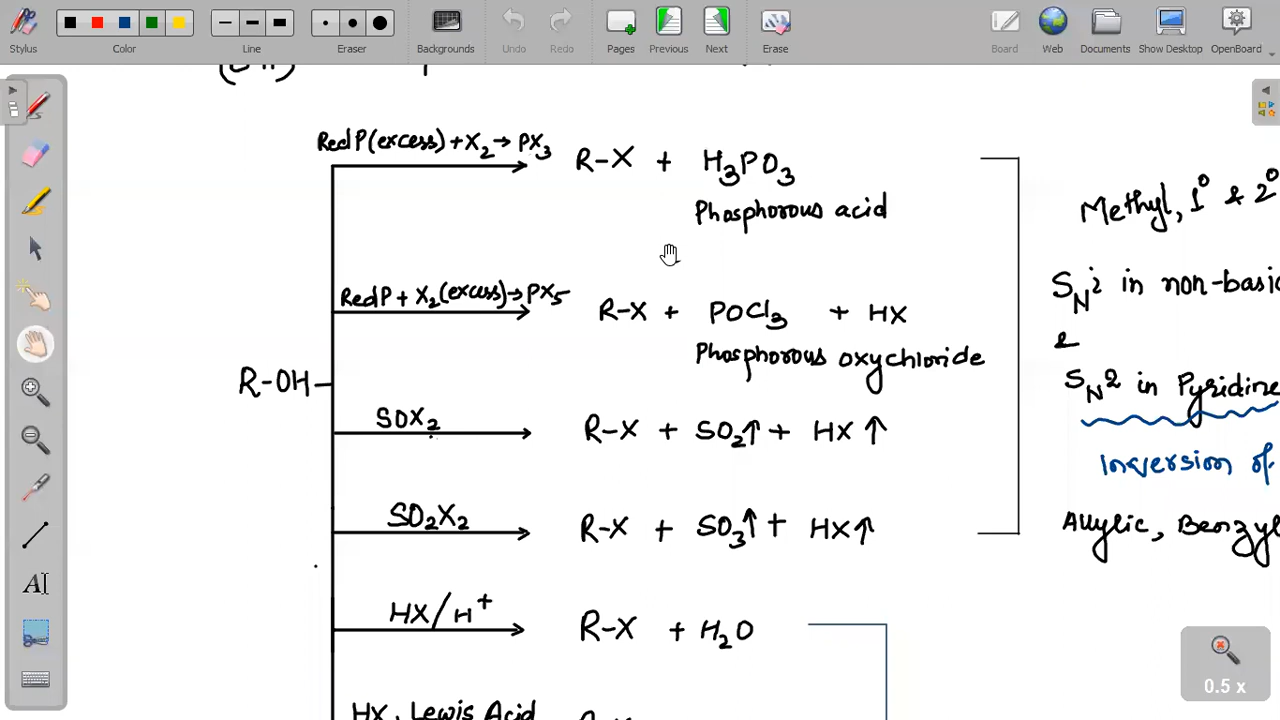 Stylus Color Line Eraser Backgrounds Undo Redo Pages Previous Next Erase Board Web Documents Show Desktop OpenBoard
Red P (excess) + X2 → PX3
R-X + H3PO3
Phosphorous acid
Methyl, 1° & 2°
Red P + X2 (excess) → PX5
R-X + POCl3 + HX
Phosphorous oxychloride
SNi in non-basic
&
SN2 in Pyridine
R-OH
SOX2
R-X + SO2↑ + HX↑
Inversion of
SO2X2
R-X + SO3↑ + HX↑
Allylic, Benzyl
HX/H+
R-X + H2O
HX, Lewis Acid
R-X
0.5 x